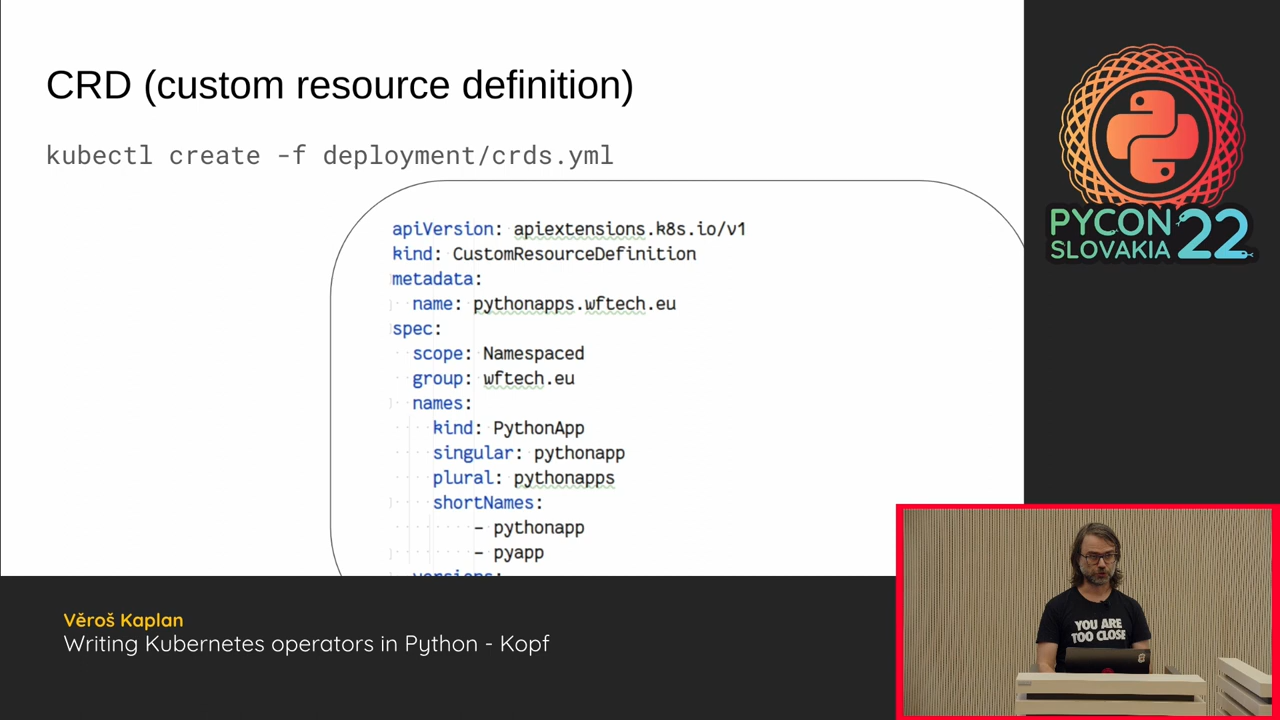 CRD (custom resource definition)
kubectl create -f deployment/crds.yml
apiVersion: apiextensions.k8s.io/v1
kind: CustomResourceDefinition
metadata:
name: pythonapps.wftech.eu
spec:
scope: Namespaced
group: wftech.eu
names:
kind: PythonApp
singular: pythonapp
plural: pythonapps
shortNames:
- pythonapp
- pyapp
versions:
PYCON
SLOVAKIA 22
YOU ARE
TOO CLOSE
Věroš Kaplan
Writing Kubernetes operators in Python - Kopf